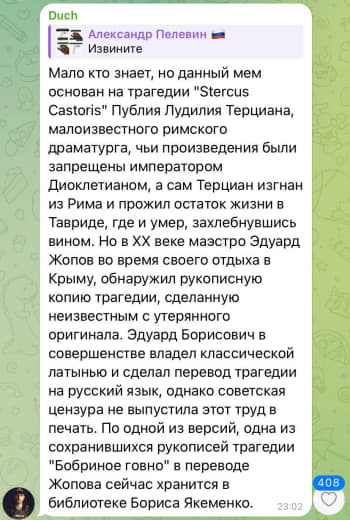 Duch
Александр Пелевин 🇷🇺
Извините
Мало кто знает, но данный мем
основан на трагедии "Stercus
Castoris" Публия Лудилия Терциана,
малоизвестного римского
драматурга, чьи произведения были
запрещены императором
Диоклетианом, а сам Терциан изгнан
из Рима и прожил остаток жизни в
Тавриде, где и умер, захлебнувшись
вином. Но в XX веке маэстро Эдуард
Жопов во время своего отдыха в
Крыму, обнаружил рукописную
копию трагедии, сделанную
неизвестным с утерянного
оригинала. Эдуард Борисович в
совершенстве владел классической
латынью и сделал перевод трагедии
на русский язык, однако советская
цензура не выпустила этот труд в
печать. По одной из версий, одна из
сохранившихся рукописей трагедии
"Бобриное говно" в переводе
Жопова сейчас хранится в
библиотеке Бориса Якеменко.
23:02
408